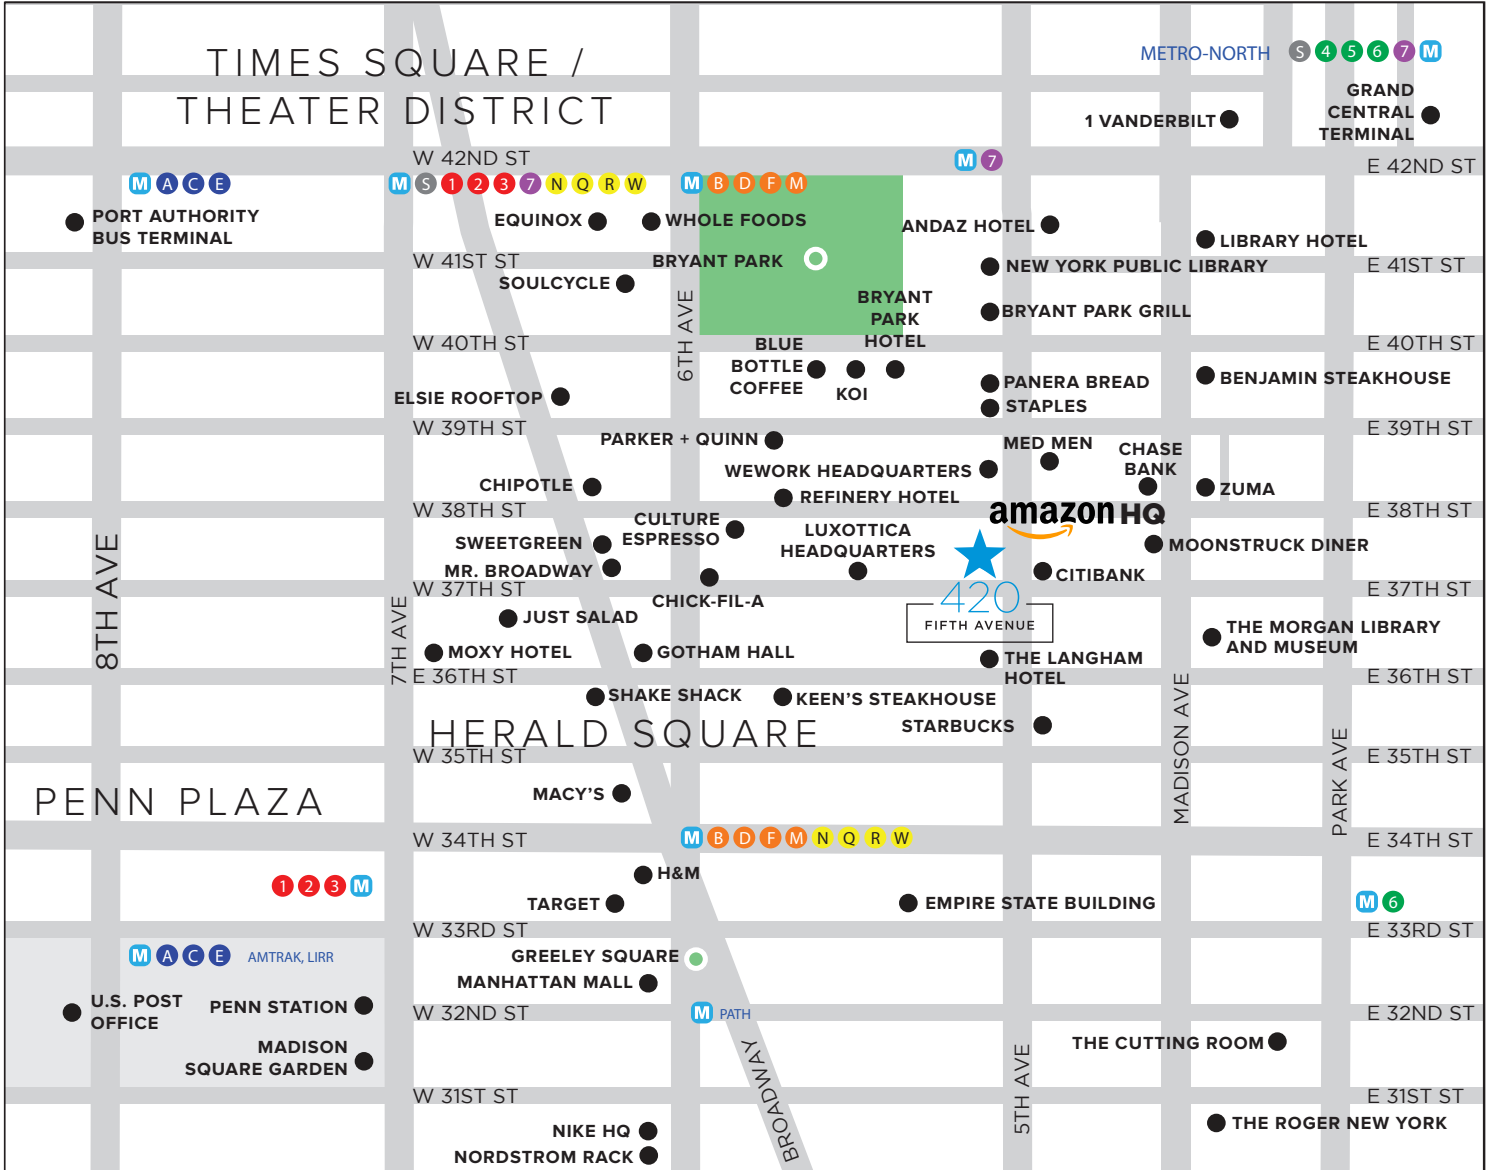 TIMES SQUARE /
THEATER DISTRICT
METRO-NORTH S 4 5 6 7 M
1 VANDERBILT
GRAND
CENTRAL
TERMINAL
W 42ND ST
M 7
E 42ND ST
M A C E
M S 1 2 3 7 N Q R W
M B D F M
PORT AUTHORITY
BUS TERMINAL
EQUINOX
WHOLE FOODS
ANDAZ HOTEL
LIBRARY HOTEL
W 41ST ST
BRYANT PARK
NEW YORK PUBLIC LIBRARY
E 41ST ST
SOULCYCLE
6TH AVE
BRYANT
PARK
HOTEL
BRYANT PARK GRILL
W 40TH ST
E 40TH ST
BLUE
BOTTLE
COFFEE
KOI
PANERA BREAD
STAPLES
BENJAMIN STEAKHOUSE
ELSIE ROOFTOP
W 39TH ST
E 39TH ST
PARKER + QUINN
MED MEN
CHASE
BANK
WEWORK HEADQUARTERS
CHIPOTLE
REFINERY HOTEL
ZUMA
W 38TH ST
amazon HQ
E 38TH ST
CULTURE
ESPRESSO
LUXOTTICA
HEADQUARTERS
SWEETGREEN
MR. BROADWAY
MOONSTRUCK DINER
CITIBANK
8TH AVE
W 37TH ST
E 37TH ST
CHICK-FIL-A
420
FIFTH AVENUE
7TH AVE
JUST SALAD
MOXY HOTEL
GOTHAM HALL
THE MORGAN LIBRARY
AND MUSEUM
THE LANGHAM
HOTEL
E 36TH ST
E 36TH ST
SHAKE SHACK
KEEN'S STEAKHOUSE
STARBUCKS
HERALD SQUARE
MADISON AVE
PARK AVE
W 35TH ST
E 35TH ST
PENN PLAZA
MACY'S
W 34TH ST
M B D F M N Q R W
E 34TH ST
1 2 3 M
H&M
TARGET
EMPIRE STATE BUILDING
M 6
W 33RD ST
E 33RD ST
M A C E AMTRAK, LIRR
GREELEY SQUARE
MANHATTAN MALL
U.S. POST
OFFICE
PENN STATION
W 32ND ST
M PATH
E 32ND ST
MADISON
SQUARE GARDEN
THE CUTTING ROOM
BROADWAY
5TH AVE
W 31ST ST
E 31ST ST
NIKE HQ
NORDSTROM RACK
THE ROGER NEW YORK